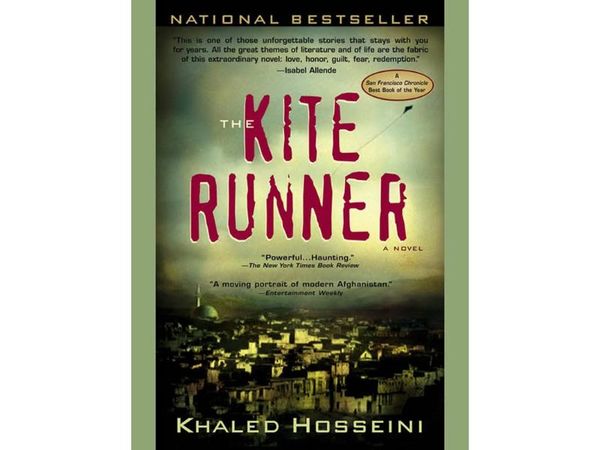 NATIONAL BESTSELLER
"This is one of those unforgettable stories that stays with you
for years. All the great themes of literature and of life are the fabric
of this extraordinary novel: love, honor, guilt, fear, redemption."
—Isabel Allende
A
San Francisco Chronicle
Best Book of the Year
THE
KITE
RUNNER
A NOVEL
"Powerful...Haunting."
—The New York Times Book Review
"A moving portrait of modern Afghanistan."
—Entertainment Weekly
KHALED HOSSEINI